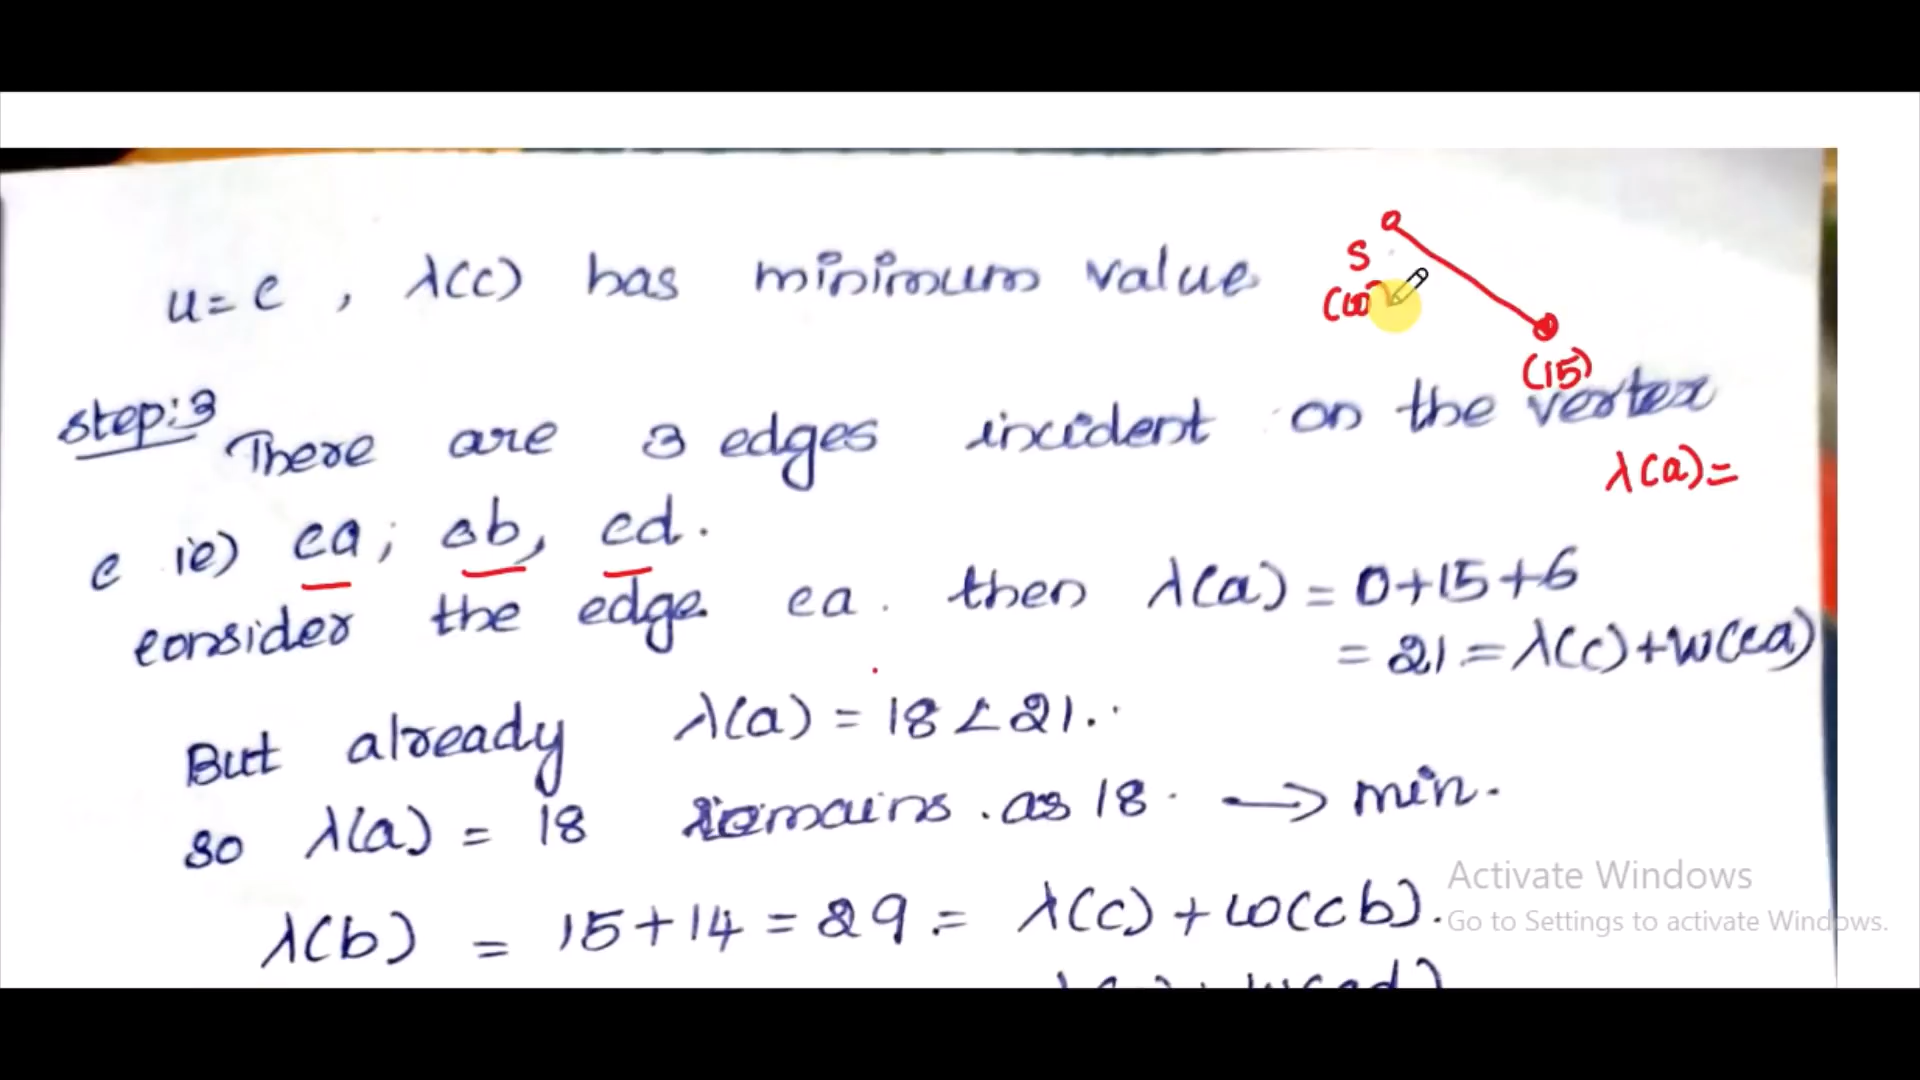 u=c , λ(c) has minimum value
S
(15)
step:3
There are 3 edges incident on the vertex
λ(a)=
c ie) ca; cb, cd.
consider the edge ca. then λ(a) = 0+15+6
= 21 = λ(c)+w(ca)
But already λ(a) = 18 < 21.
so λ(a) = 18 remains as 18. → min.
λ(b) = 15+14 = 29 = λ(c) + w(cb).
Activate Windows
Go to Settings to activate Windows.